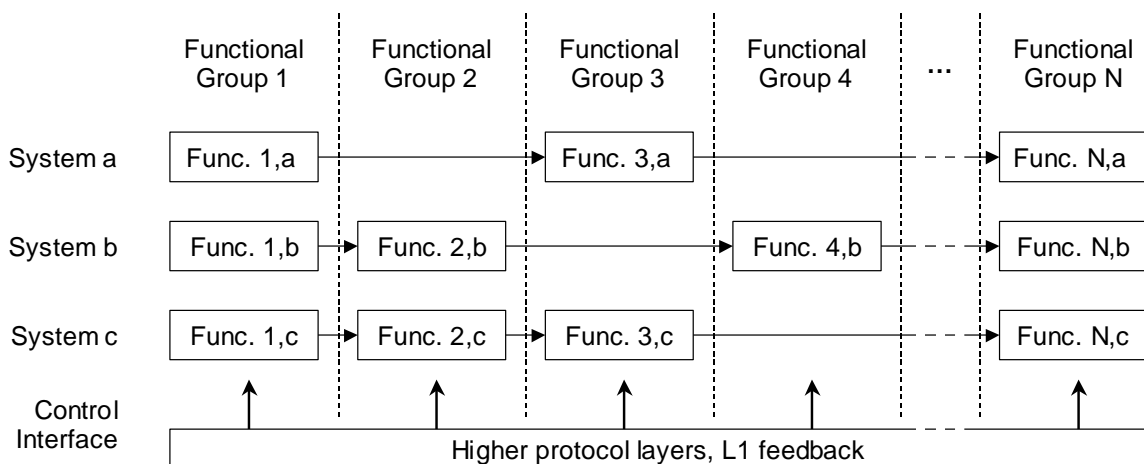 Functional Group 1
Functional Group 2
Functional Group 3
Functional Group 4
...
Functional Group N
System a
Func. 1,a
Func. 3,a
Func. N,a
System b
Func. 1,b
Func. 2,b
Func. 4,b
Func. N,b
System c
Func. 1,c
Func. 2,c
Func. 3,c
Func. N,c
Control
Interface
Higher protocol layers, L1 feedback